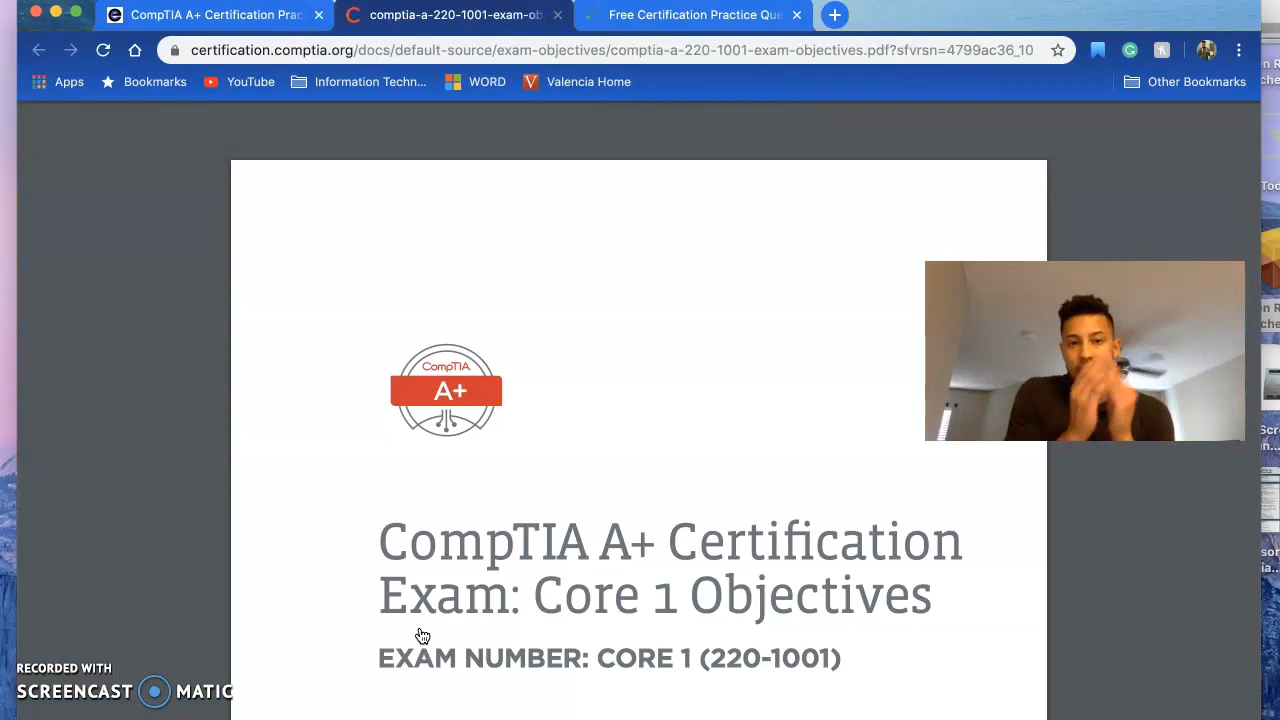 CompTIA A+ Certification Prac
comptia-a-220-1001-exam-ob
Free Certification Practice Que
certification.comptia.org/docs/default-source/exam-objectives/comptia-a-220-1001-exam-objectives.pdf?sfvrsn=4799ac36_10
Apps
Bookmarks
YouTube
Information Techn...
WORD
Valencia Home
Other Bookmarks
CompTIA
A+
CompTIA A+ Certification
Exam: Core 1 Objectives
EXAM NUMBER: CORE 1 (220-1001)
RECORDED WITH
SCREENCAST MATIC